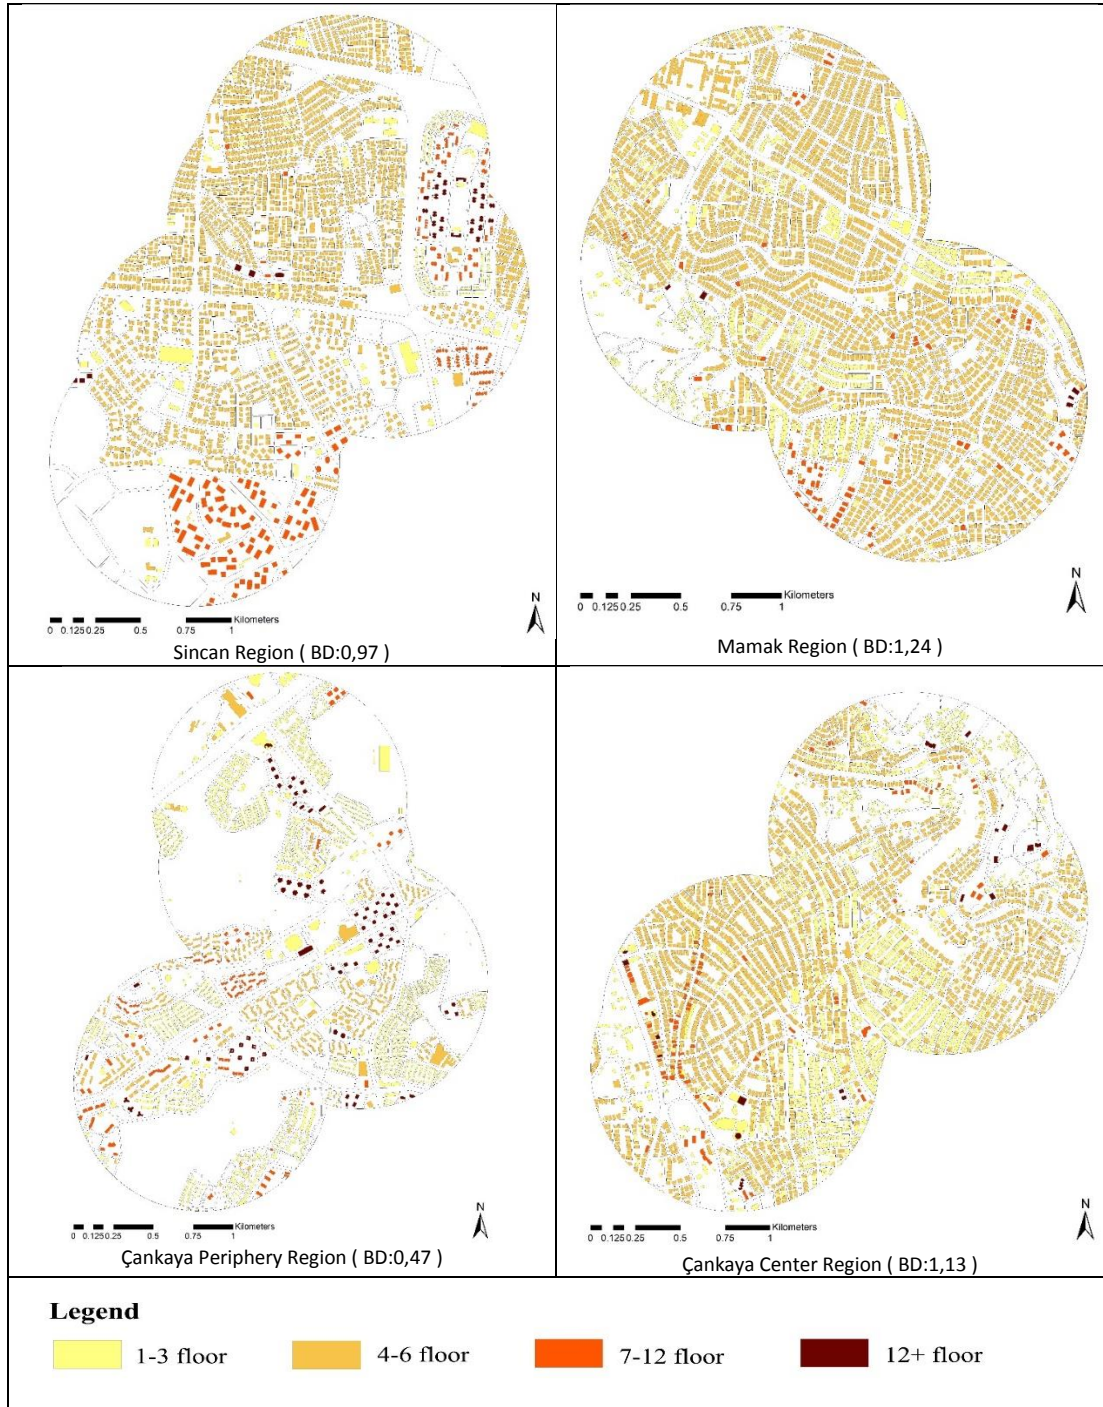 N
Kilometers
0 0.125 0.25 0.5 0.75 1
Sincan Region ( BD:0,97 )
N
Kilometers
0 0.125 0.25 0.5 0.75 1
Mamak Region ( BD:1,24 )
N
Kilometers
0 0.125 0.25 0.5 0.75 1
Çankaya Periphery Region ( BD:0,47 )
N
Kilometers
0 0.125 0.25 0.5 0.75 1
Çankaya Center Region ( BD:1,13 )
Legend
1-3 floor
4-6 floor
7-12 floor
12+ floor